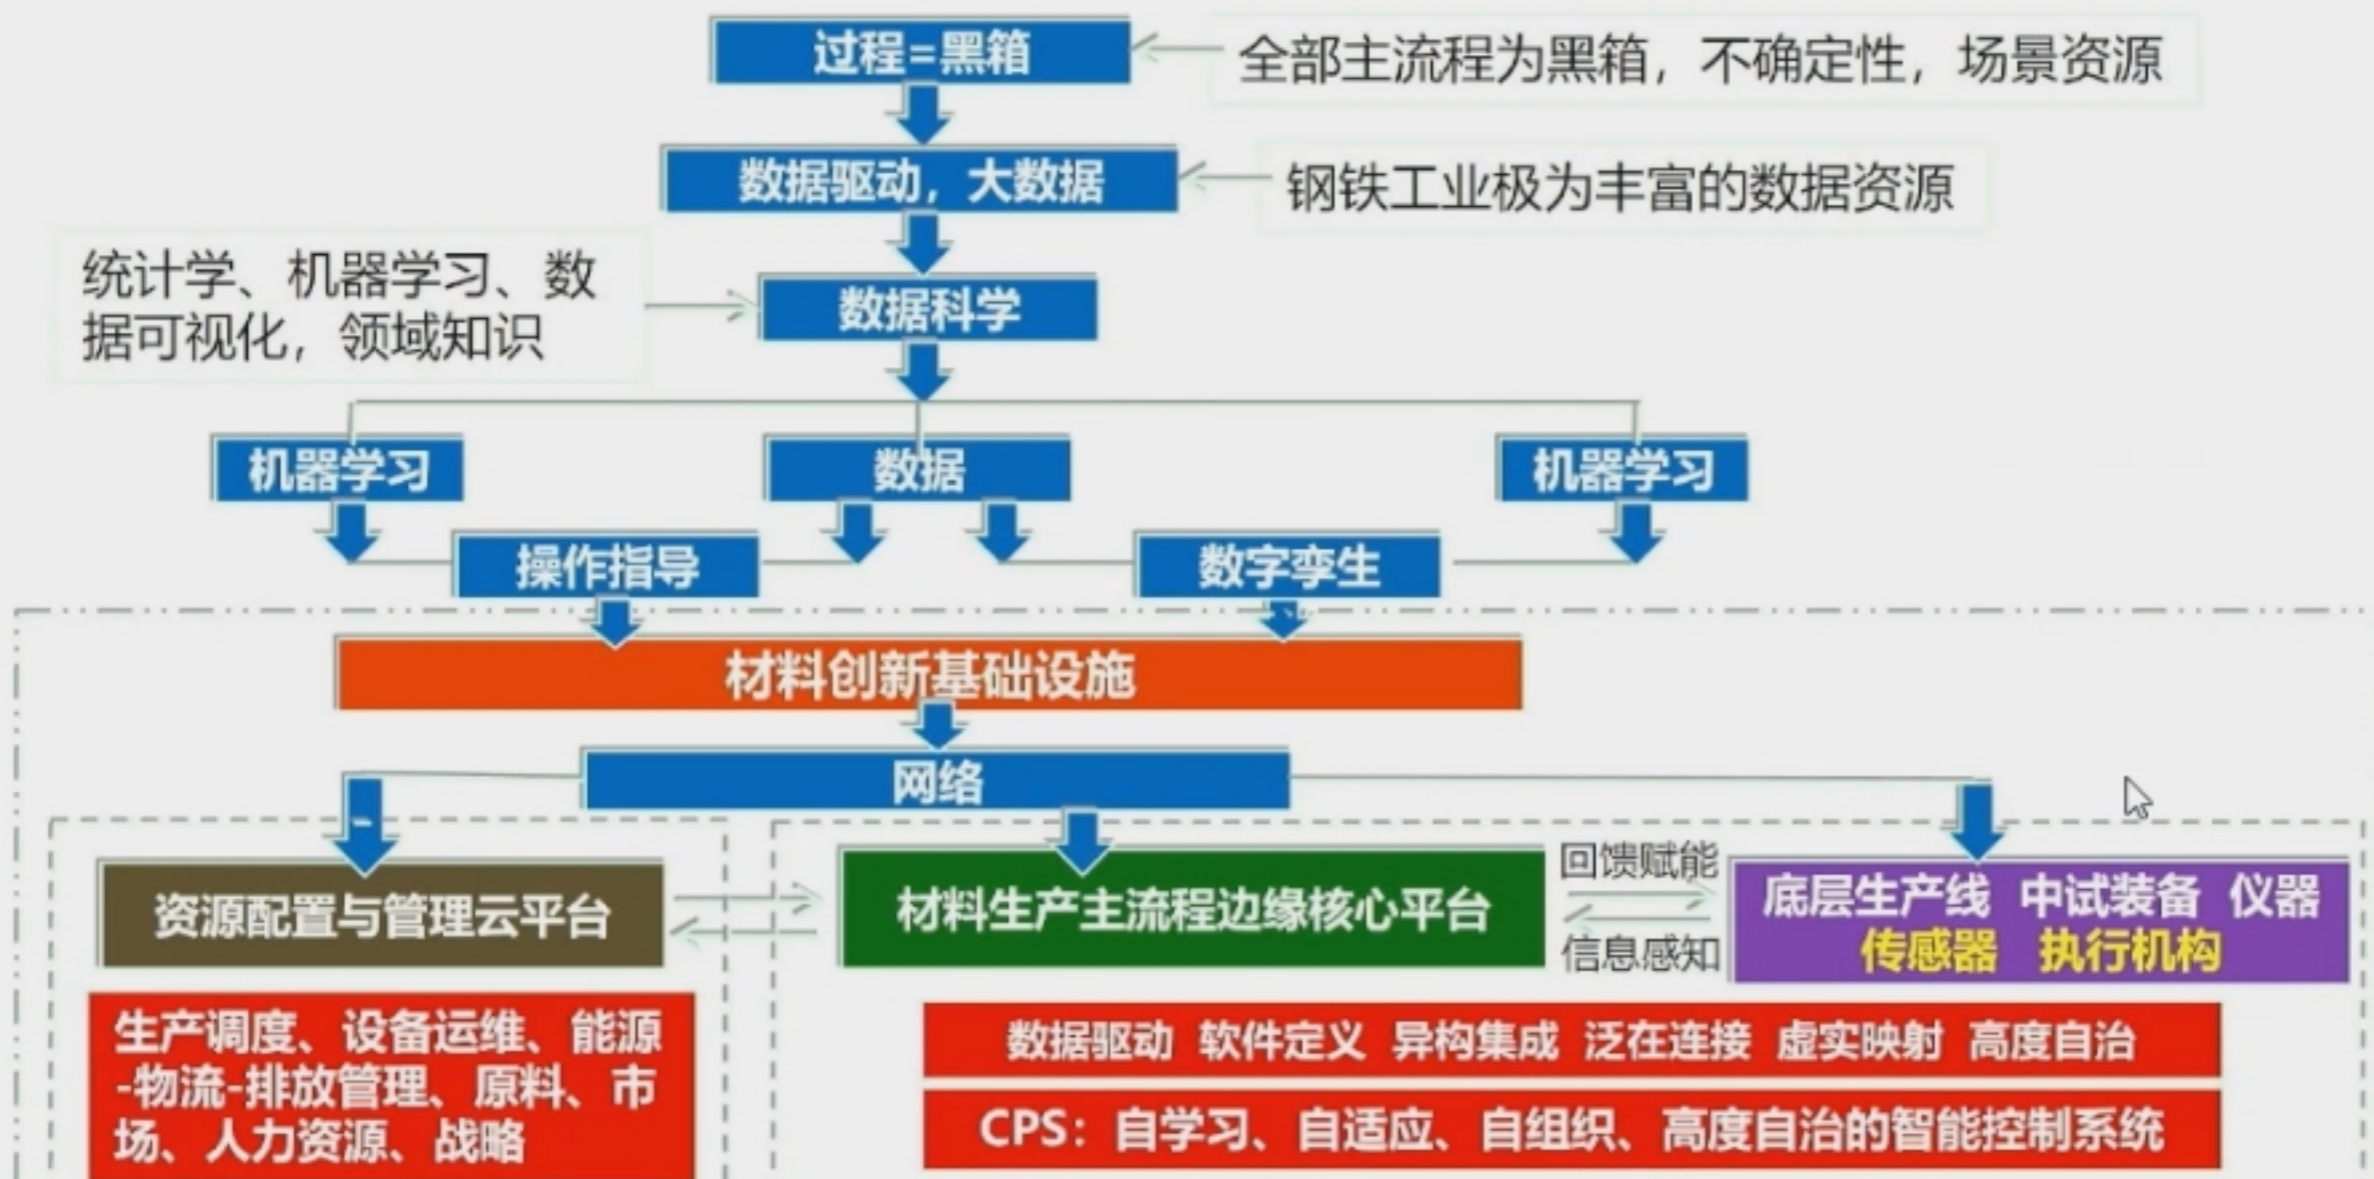 过程=黑箱
全部主流程为黑箱，不确定性，场景资源
数据驱动，大数据
钢铁工业极为丰富的数据资源
统计学、机器学习、数
据可视化，领域知识
数据科学
机器学习
数据
机器学习
操作指导
数字孪生
材料创新基础设施
网络
资源配置与管理云平台
材料生产主流程边缘核心平台
回馈赋能
信息感知
底层生产线 中试装备 仪器
传感器 执行机构
生产调度、设备运维、能源
-物流-排放管理、原料、市
场、人力资源、战略
数据驱动 软件定义 异构集成 泛在连接 虚实映射 高度自治
CPS：自学习、自适应、自组织、高度自治的智能控制系统